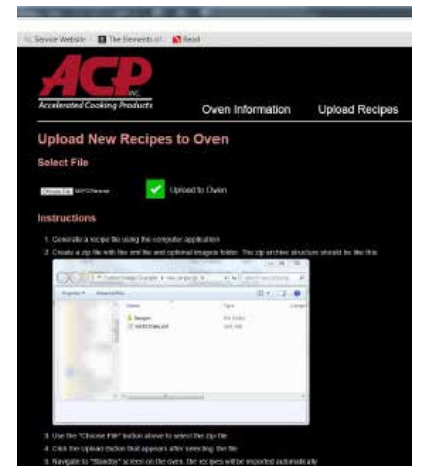 Service Website The Elements of Read
ACP
INC.
Accelerated Cooking Products
Oven Information Upload Recipes
Upload New Recipes to Oven
Select File
Choose File
Upload to Oven
Instructions
1. Generate a recipe file using the computer application
2. Create a zip file with the xml file and optional images folder. The zip archive structure should be like this
Name Type
Images
3. Use the "Choose File" button above to select the zip file
4. Click the Upload Button that appears after selecting the file
5. Navigate to "Standby" screen on the oven, the recipes will be imported automatically